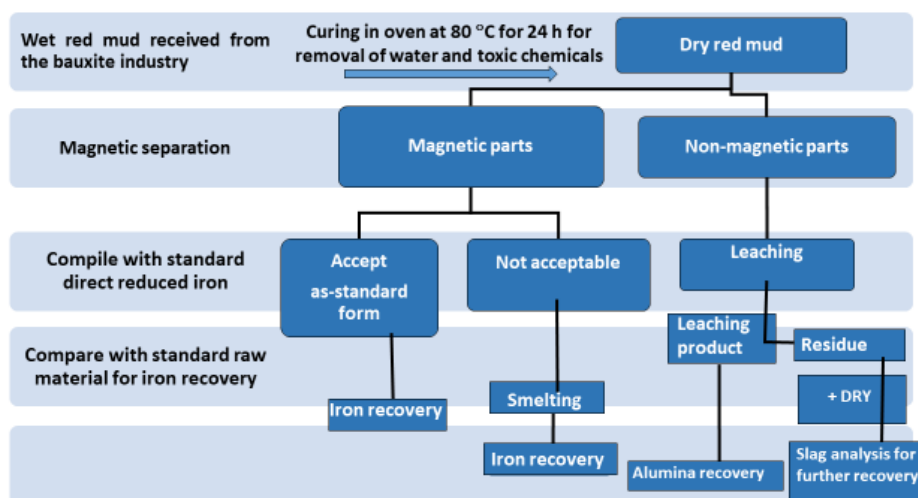 Wet red mud received from
the bauxite industry
Curing in oven at 80 °C for 24 h for
removal of water and toxic chemicals
Dry red mud
Magnetic separation
Magnetic parts
Non-magnetic parts
Compile with standard
direct reduced iron
Accept
as-standard
form
Not acceptable
Leaching
Compare with standard raw
material for iron recovery
Leaching
product
Residue
Iron recovery
Smelting
+ DRY
Iron recovery
Alumina recovery
Slag analysis for
further recovery